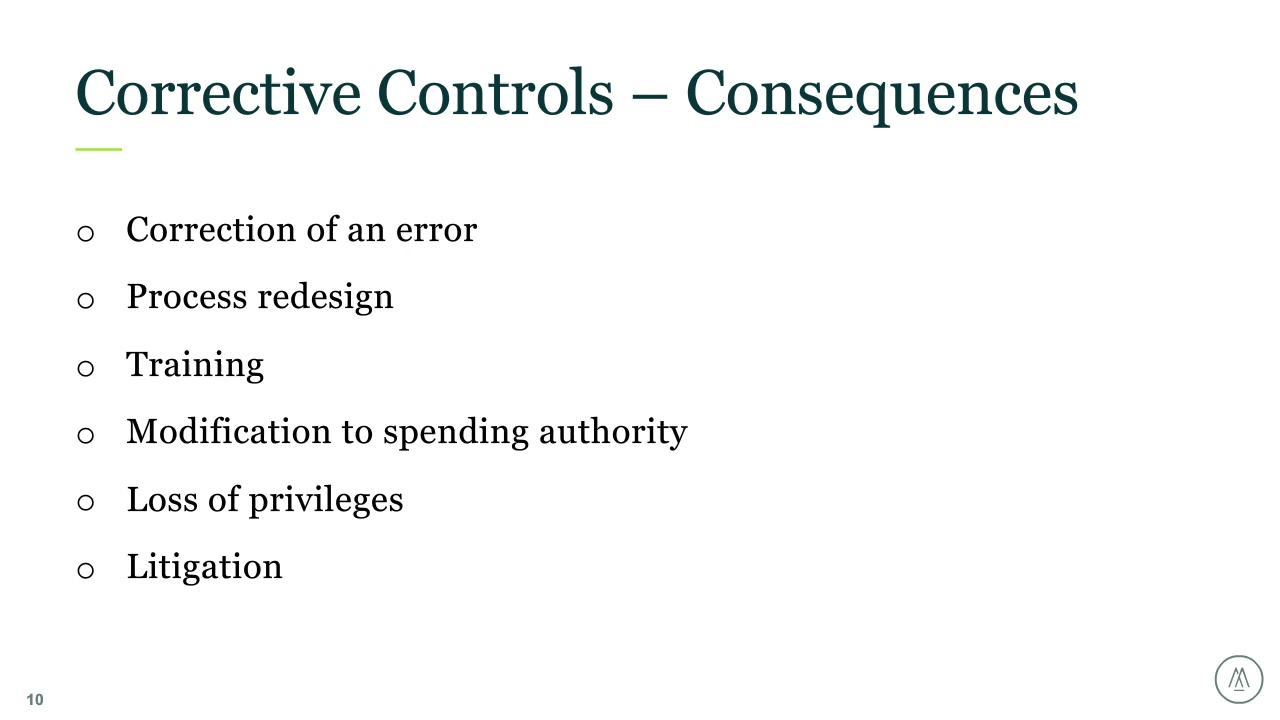 Corrective Controls – Consequences
o Correction of an error
o Process redesign
o Training
o Modification to spending authority
o Loss of privileges
o Litigation
10